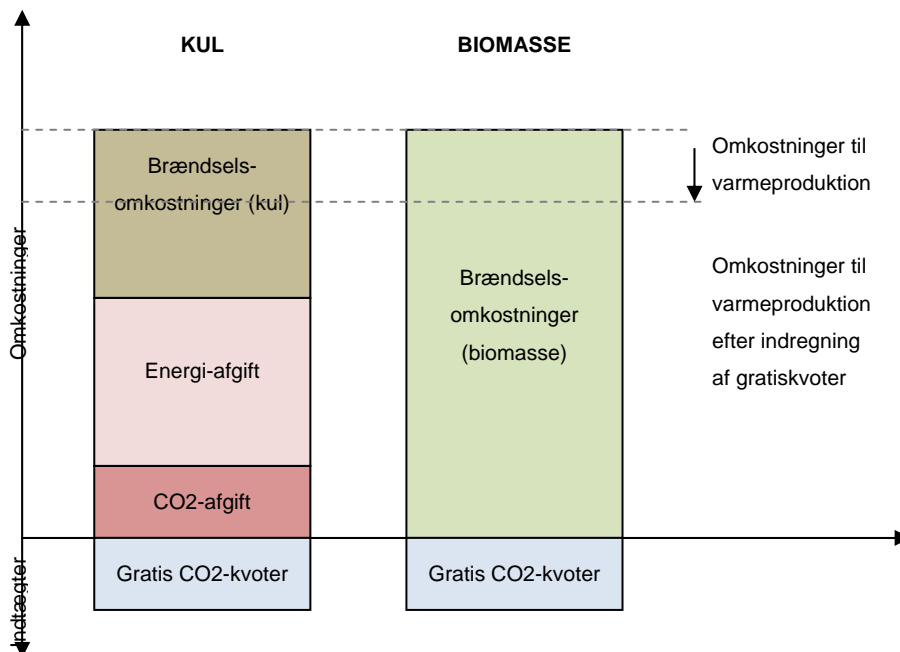 KUL
BIOMASSE
Brændsels-
omkostninger (kul)
Energi-afgift
CO2-afgift
Gratis CO2-kvoter
Brændsels-
omkostninger
(biomasse)
Gratis CO2-kvoter
Omkostninger til
varmeproduktion
Omkostninger til
varmeproduktion
efter indregning
af gratiskvoter
Omkostninger
Indtægter